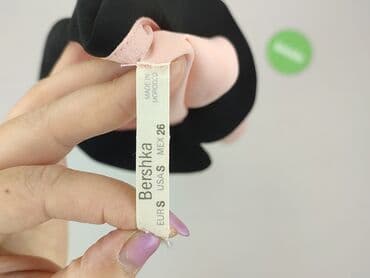 MADE IN
MOROCCO
Bershka
EUR S USA S MEX 26